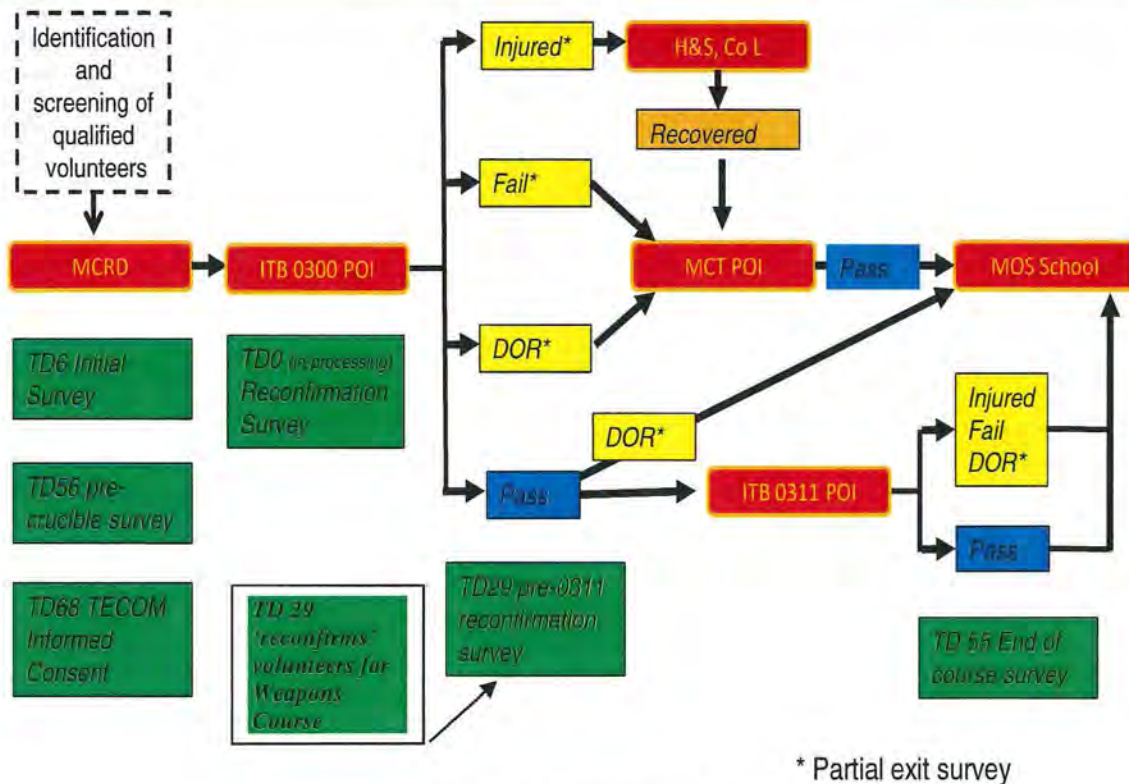 Identification
and
screening of
qualified
volunteers
MCRD
ITB 0300 POI
Injured*
H&S, Co L
Recovered
Fail*
MCT POI
Pass
MOS School
DOR*
DOR*
Pass
ITB 0311 POI
Injured
Fail
DOR*
Pass
TD6 Initial
Survey
TD0 (in processing)
Reconfirmation
Survey
TD56 pre-
crucible survey
TD68 TECOM
Informed
Consent
TD 29
'reconfirms'
volunteers for
Weapons
Course
TD29 pre-0311
reconfirmation
survey
TD 55 End of
course survey
* Partial exit survey